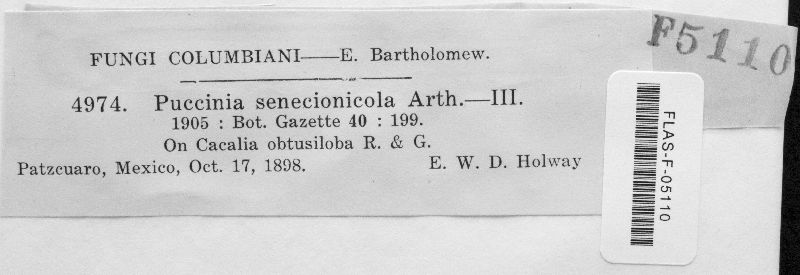 FUNGI COLUMBIANI——E. Bartholomew.
4974. Puccinia senecionicola Arth.—III.
1905 : Bot. Gazette 40 : 199.
On Cacalia obtusiloba R. & G.
Patzcuaro, Mexico, Oct. 17, 1898. E. W. D. Holway
F5110
FLAS-F-05110